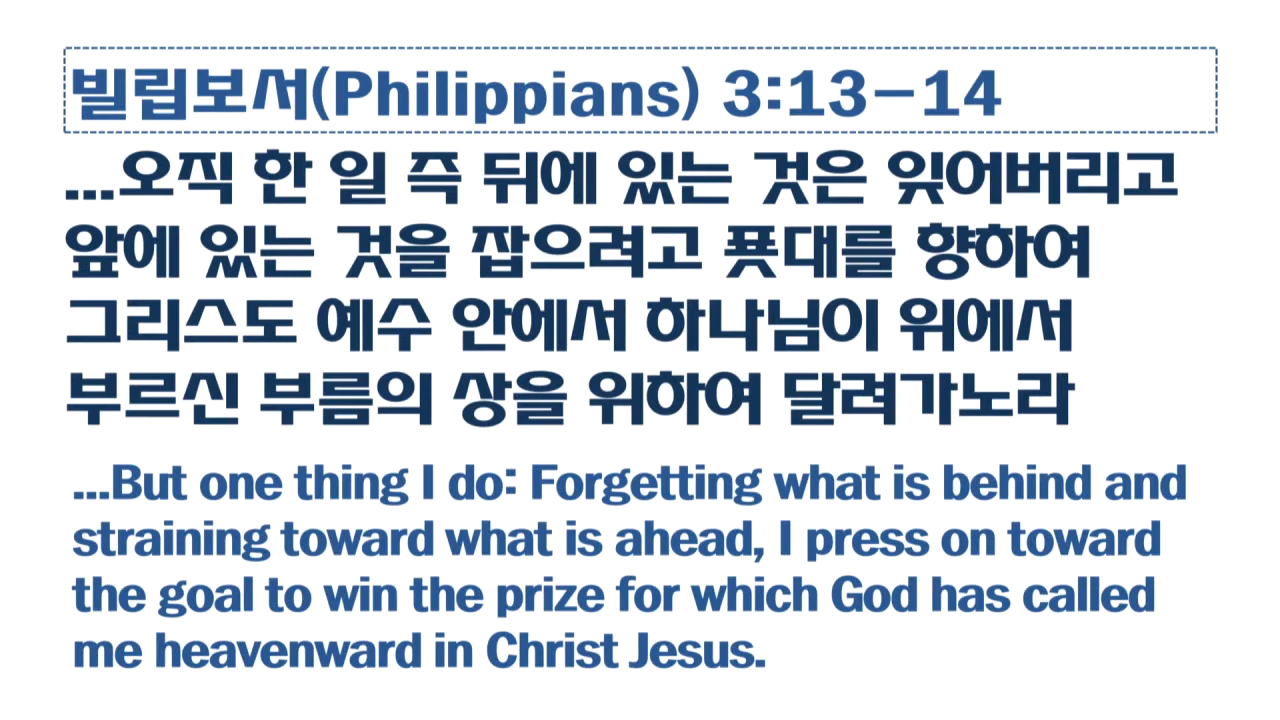 빌립보서(Philippians) 3:13-14
...오직 한 일 즉 뒤에 있는 것은 잊어버리고
앞에 있는 것을 잡으려고 푯대를 향하여
그리스도 예수 안에서 하나님이 위에서
부르신 부름의 상을 위하여 달려가노라
...But one thing I do: Forgetting what is behind and
straining toward what is ahead, I press on toward
the goal to win the prize for which God has called
me heavenward in Christ Jesus.